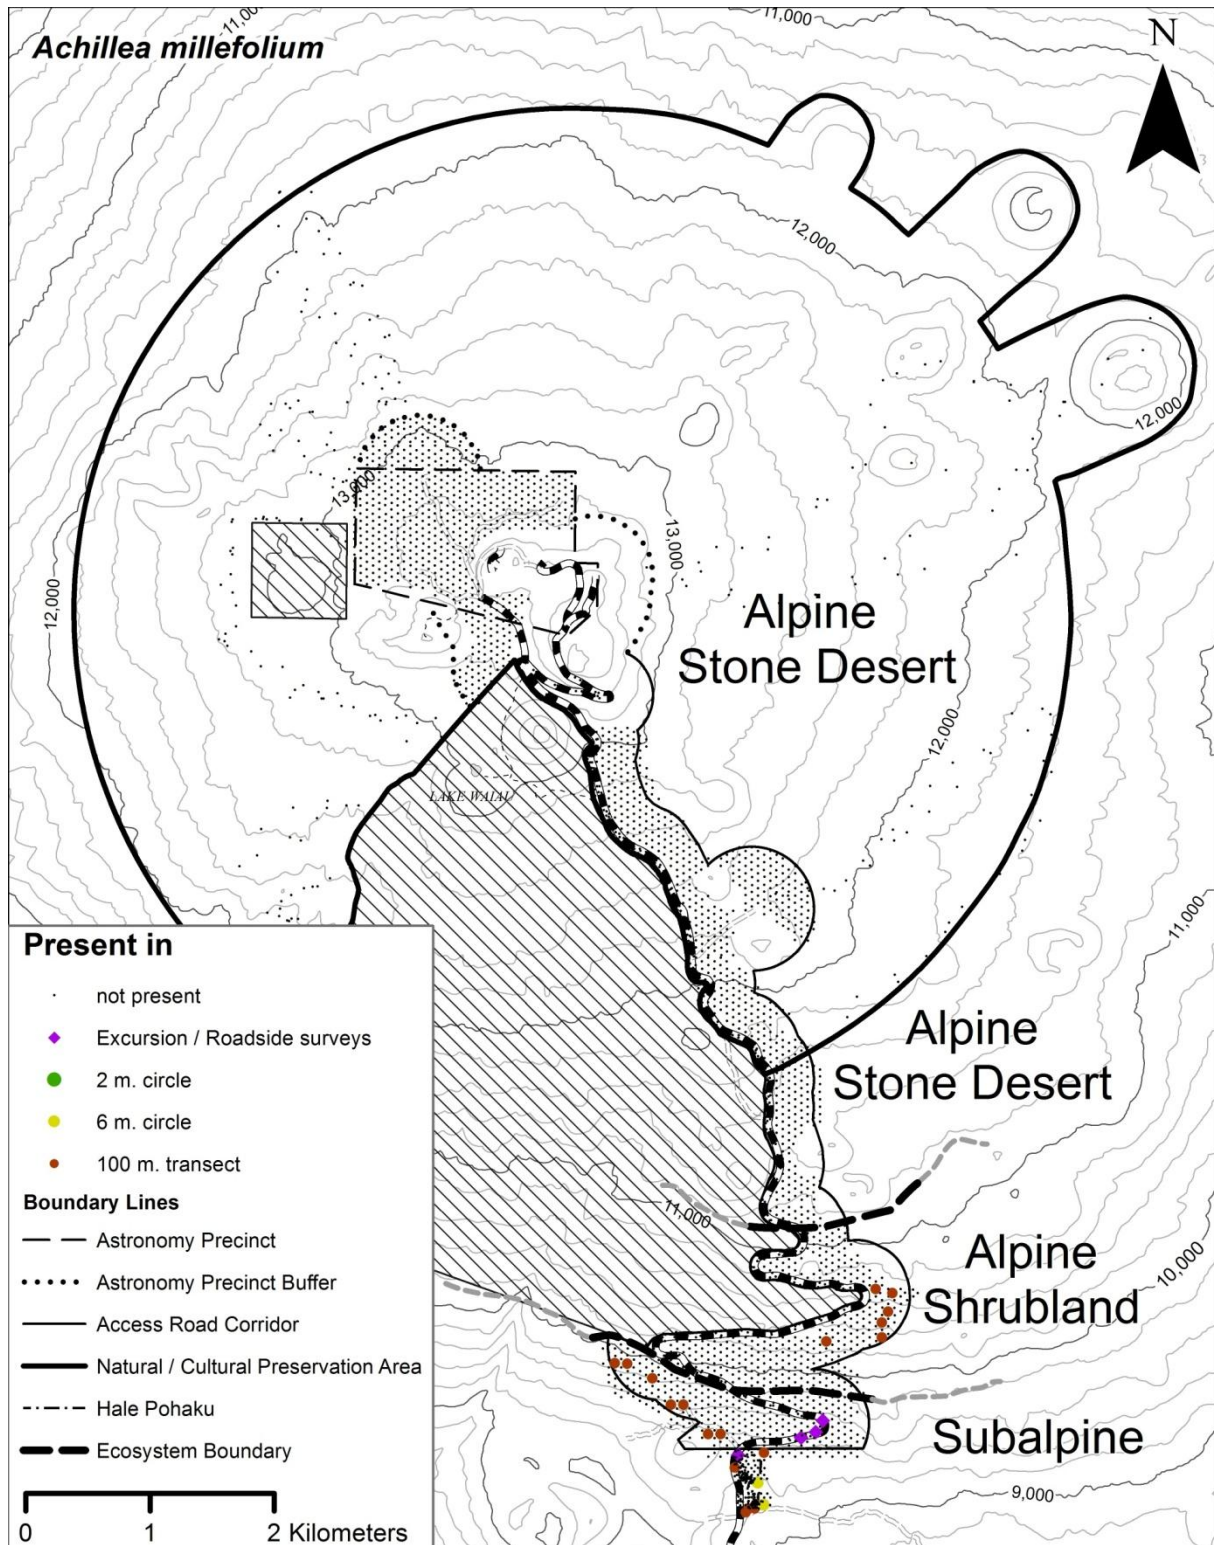 Achillea millefolium
11,000
11,000
N
12,000
12,000
13,000
13,000
12,000
Alpine
Stone Desert
12,000
LAKE WAIAU
11,000
Alpine
Stone Desert
11,000
Alpine
Shrubland
10,000
Subalpine
9,000
Present in
not present
Excursion / Roadside surveys
2 m. circle
6 m. circle
100 m. transect
Boundary Lines
Astronomy Precinct
Astronomy Precinct Buffer
Access Road Corridor
Natural / Cultural Preservation Area
Hale Pohaku
Ecosystem Boundary
0 1 2 Kilometers